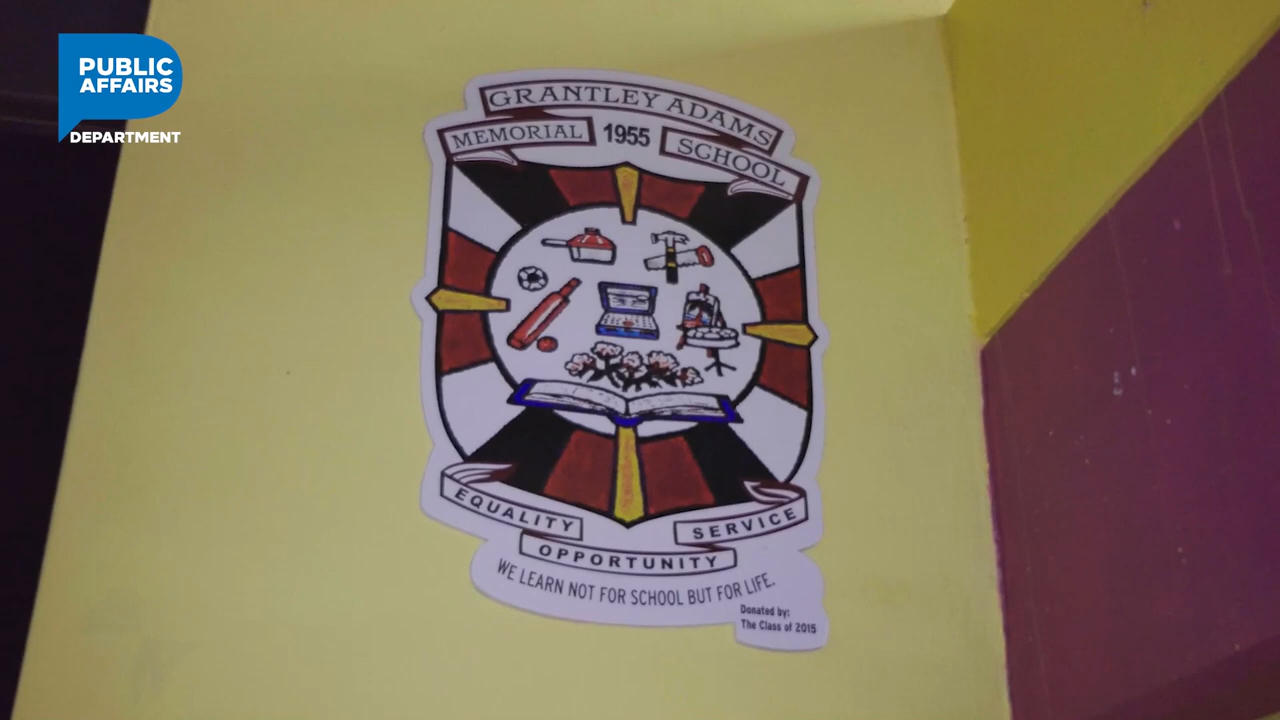 PUBLIC
AFFAIRS
DEPARTMENT
GRANTLEY ADAMS
MEMORIAL 1955 SCHOOL
EQUALITY
SERVICE
OPPORTUNITY
WE LEARN NOT FOR SCHOOL BUT FOR LIFE.
Donated by:
The Class of 2015